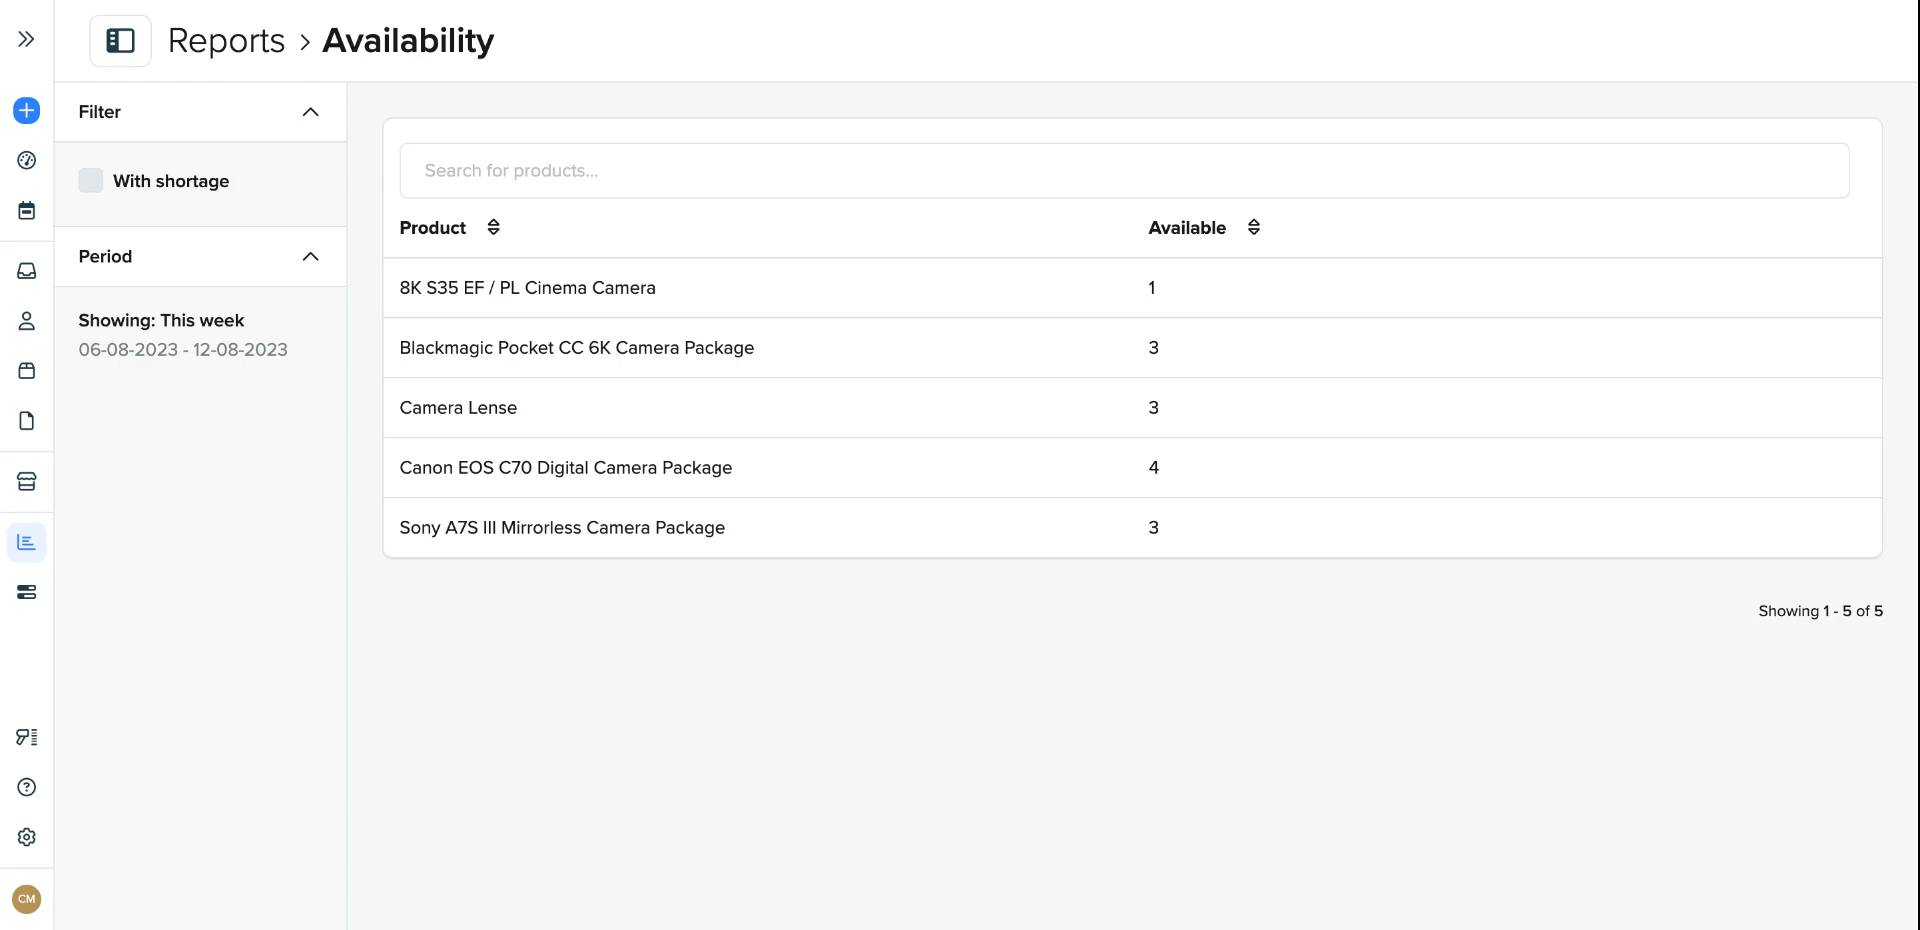 Reports › Availability
Filter
With shortage
Period
Showing: This week
06-08-2023 - 12-08-2023
Search for products...
Product Available
8K S35 EF / PL Cinema Camera 1
Blackmagic Pocket CC 6K Camera Package 3
Camera Lense 3
Canon EOS C70 Digital Camera Package 4
Sony A7S III Mirrorless Camera Package 3
Showing 1 - 5 of 5
CM